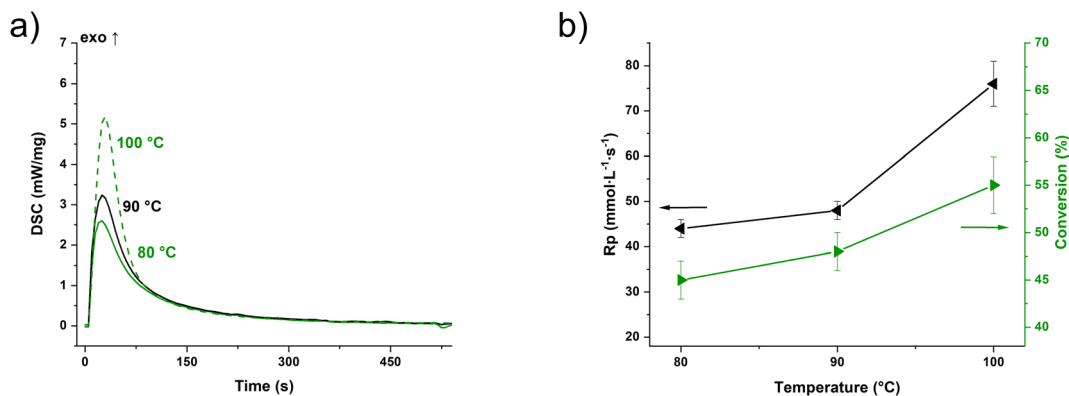 a)
exo ↑
7
6
5
4
3
2
1
0
DSC (mW/mg)
100 °C
90 °C
80 °C
0 150 300 450
Time (s)
b)
80
70
60
50
40
30
20
Rp (mmol·L⁻¹·s⁻¹)
70
65
60
55
50
45
40
Conversion (%)
80 90 100
Temperature (°C)